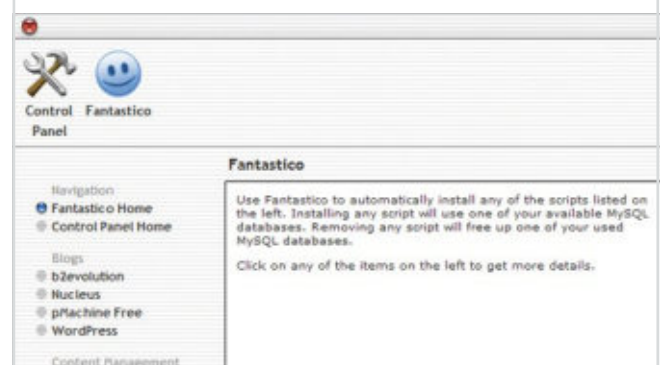 Control
Panel
Fantastico
Fantastico
Navigation
Fantastico Home
Control Panel Home
Blogs
b2evolution
Nucleus
pMachine Free
WordPress
Content Management
Use Fantastico to automatically install any of the scripts listed on
the left. Installing any script will use one of your available MySQL
databases. Removing any script will free up one of your used
MySQL databases.
Click on any of the items on the left to get more details.